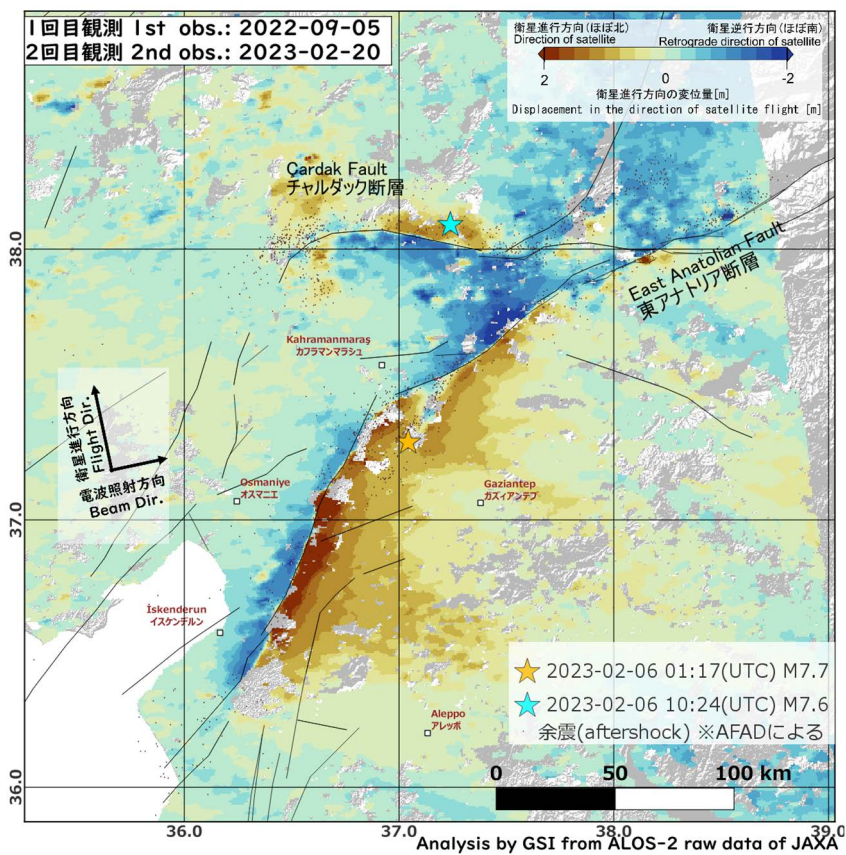 1回目観測 1st obs.: 2022-09-05
2回目観測 2nd obs.: 2023-02-20
衛星進行方向(ほぼ北) 衛星逆行方向(ほぼ南)
Direction of satellite Retrograde direction of satellite
2 0 -2
衛星進行方向の変位量[m]
Displacement in the direction of satellite flight [m]
Çardak Fault
チャルダック断層
38.0
East Anatolian Fault
東アナトリア断層
Kahramanmaraş
カフラマンマラシュ
衛星進行方向
Flight Dir.
電波照射方向
Beam Dir.
Osmaniye
オスマニエ
Gaziantep
ガズィアンテプ
37.0
İskenderun
イスケンデルン
2023-02-06 01:17(UTC) M7.7
2023-02-06 10:24(UTC) M7.6
余震(aftershock) ※AFADによる
Aleppo
アレッポ
0 50 100 km
36.0
36.0 37.0 38.0 39.0
Analysis by GSI from ALOS-2 raw data of JAXA